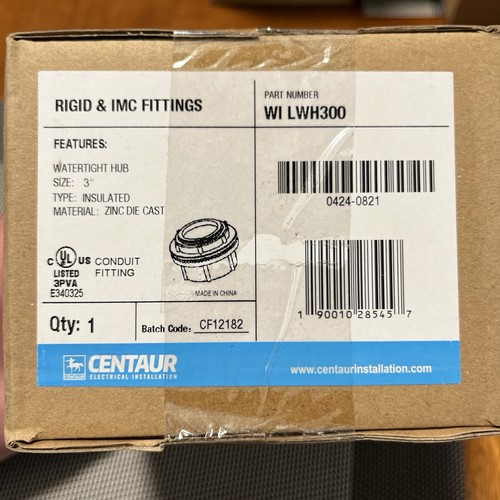 RIGID & IMC FITTINGS
PART NUMBER
WI LWH300
FEATURES:
WATERTIGHT HUB
SIZE: 3"
TYPE: INSULATED
MATERIAL: ZINC DIE CAST
0424-0821
C UL US CONDUIT
LISTED FITTING
3PVA
E340325
MADE IN CHINA
1 90010 28545 7
Qty: 1
Batch Code: CF12182
CENTAUR
ELECTRICAL INSTALLATION
CENTAUR
www.centaurinstallation.com